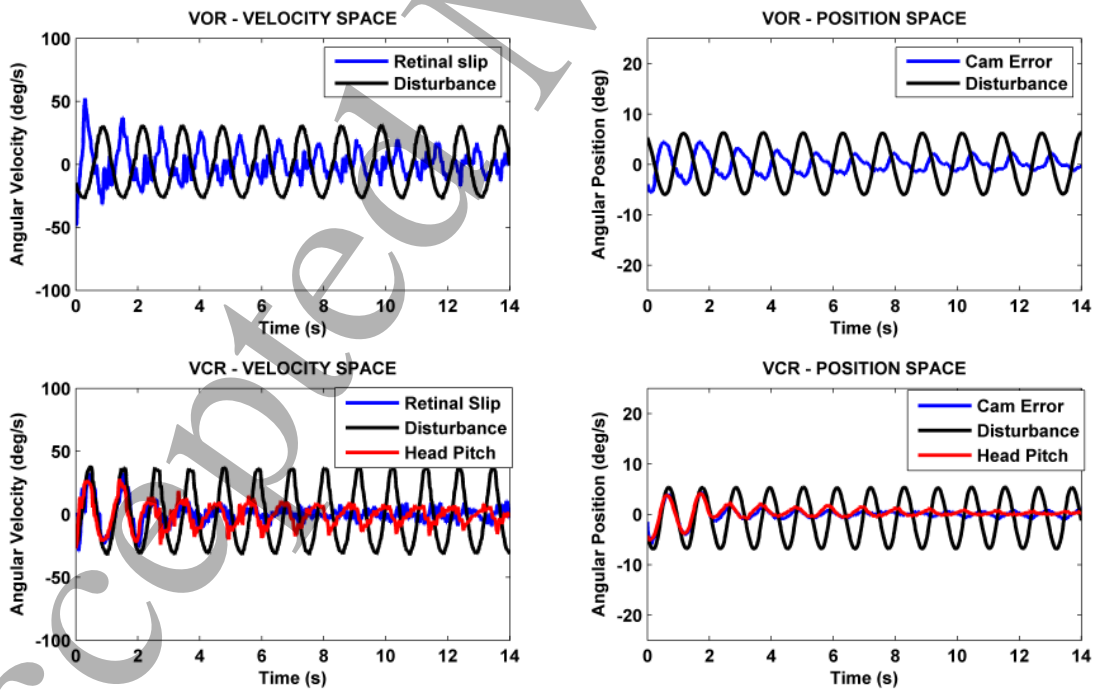 VOR - VELOCITY SPACE
100
50
0
-50
-100
Angular Velocity (deg/s)
Retinal slip
Disturbance
0 2 4 6 8 10 12 14
Time (s)
VOR - POSITION SPACE
20
10
0
-10
-20
Angular Position (deg)
Cam Error
Disturbance
0 2 4 6 8 10 12 14
Time (s)
VCR - VELOCITY SPACE
100
50
0
-50
-100
Angular Velocity (deg/s)
Retinal Slip
Disturbance
Head Pitch
0 2 4 6 8 10 12 14
Time (s)
VCR - POSITION SPACE
20
10
0
-10
-20
Angular Position (deg/s)
Cam Error
Disturbance
Head Pitch
0 2 4 6 8 10 12 14
Time (s)
cepted M